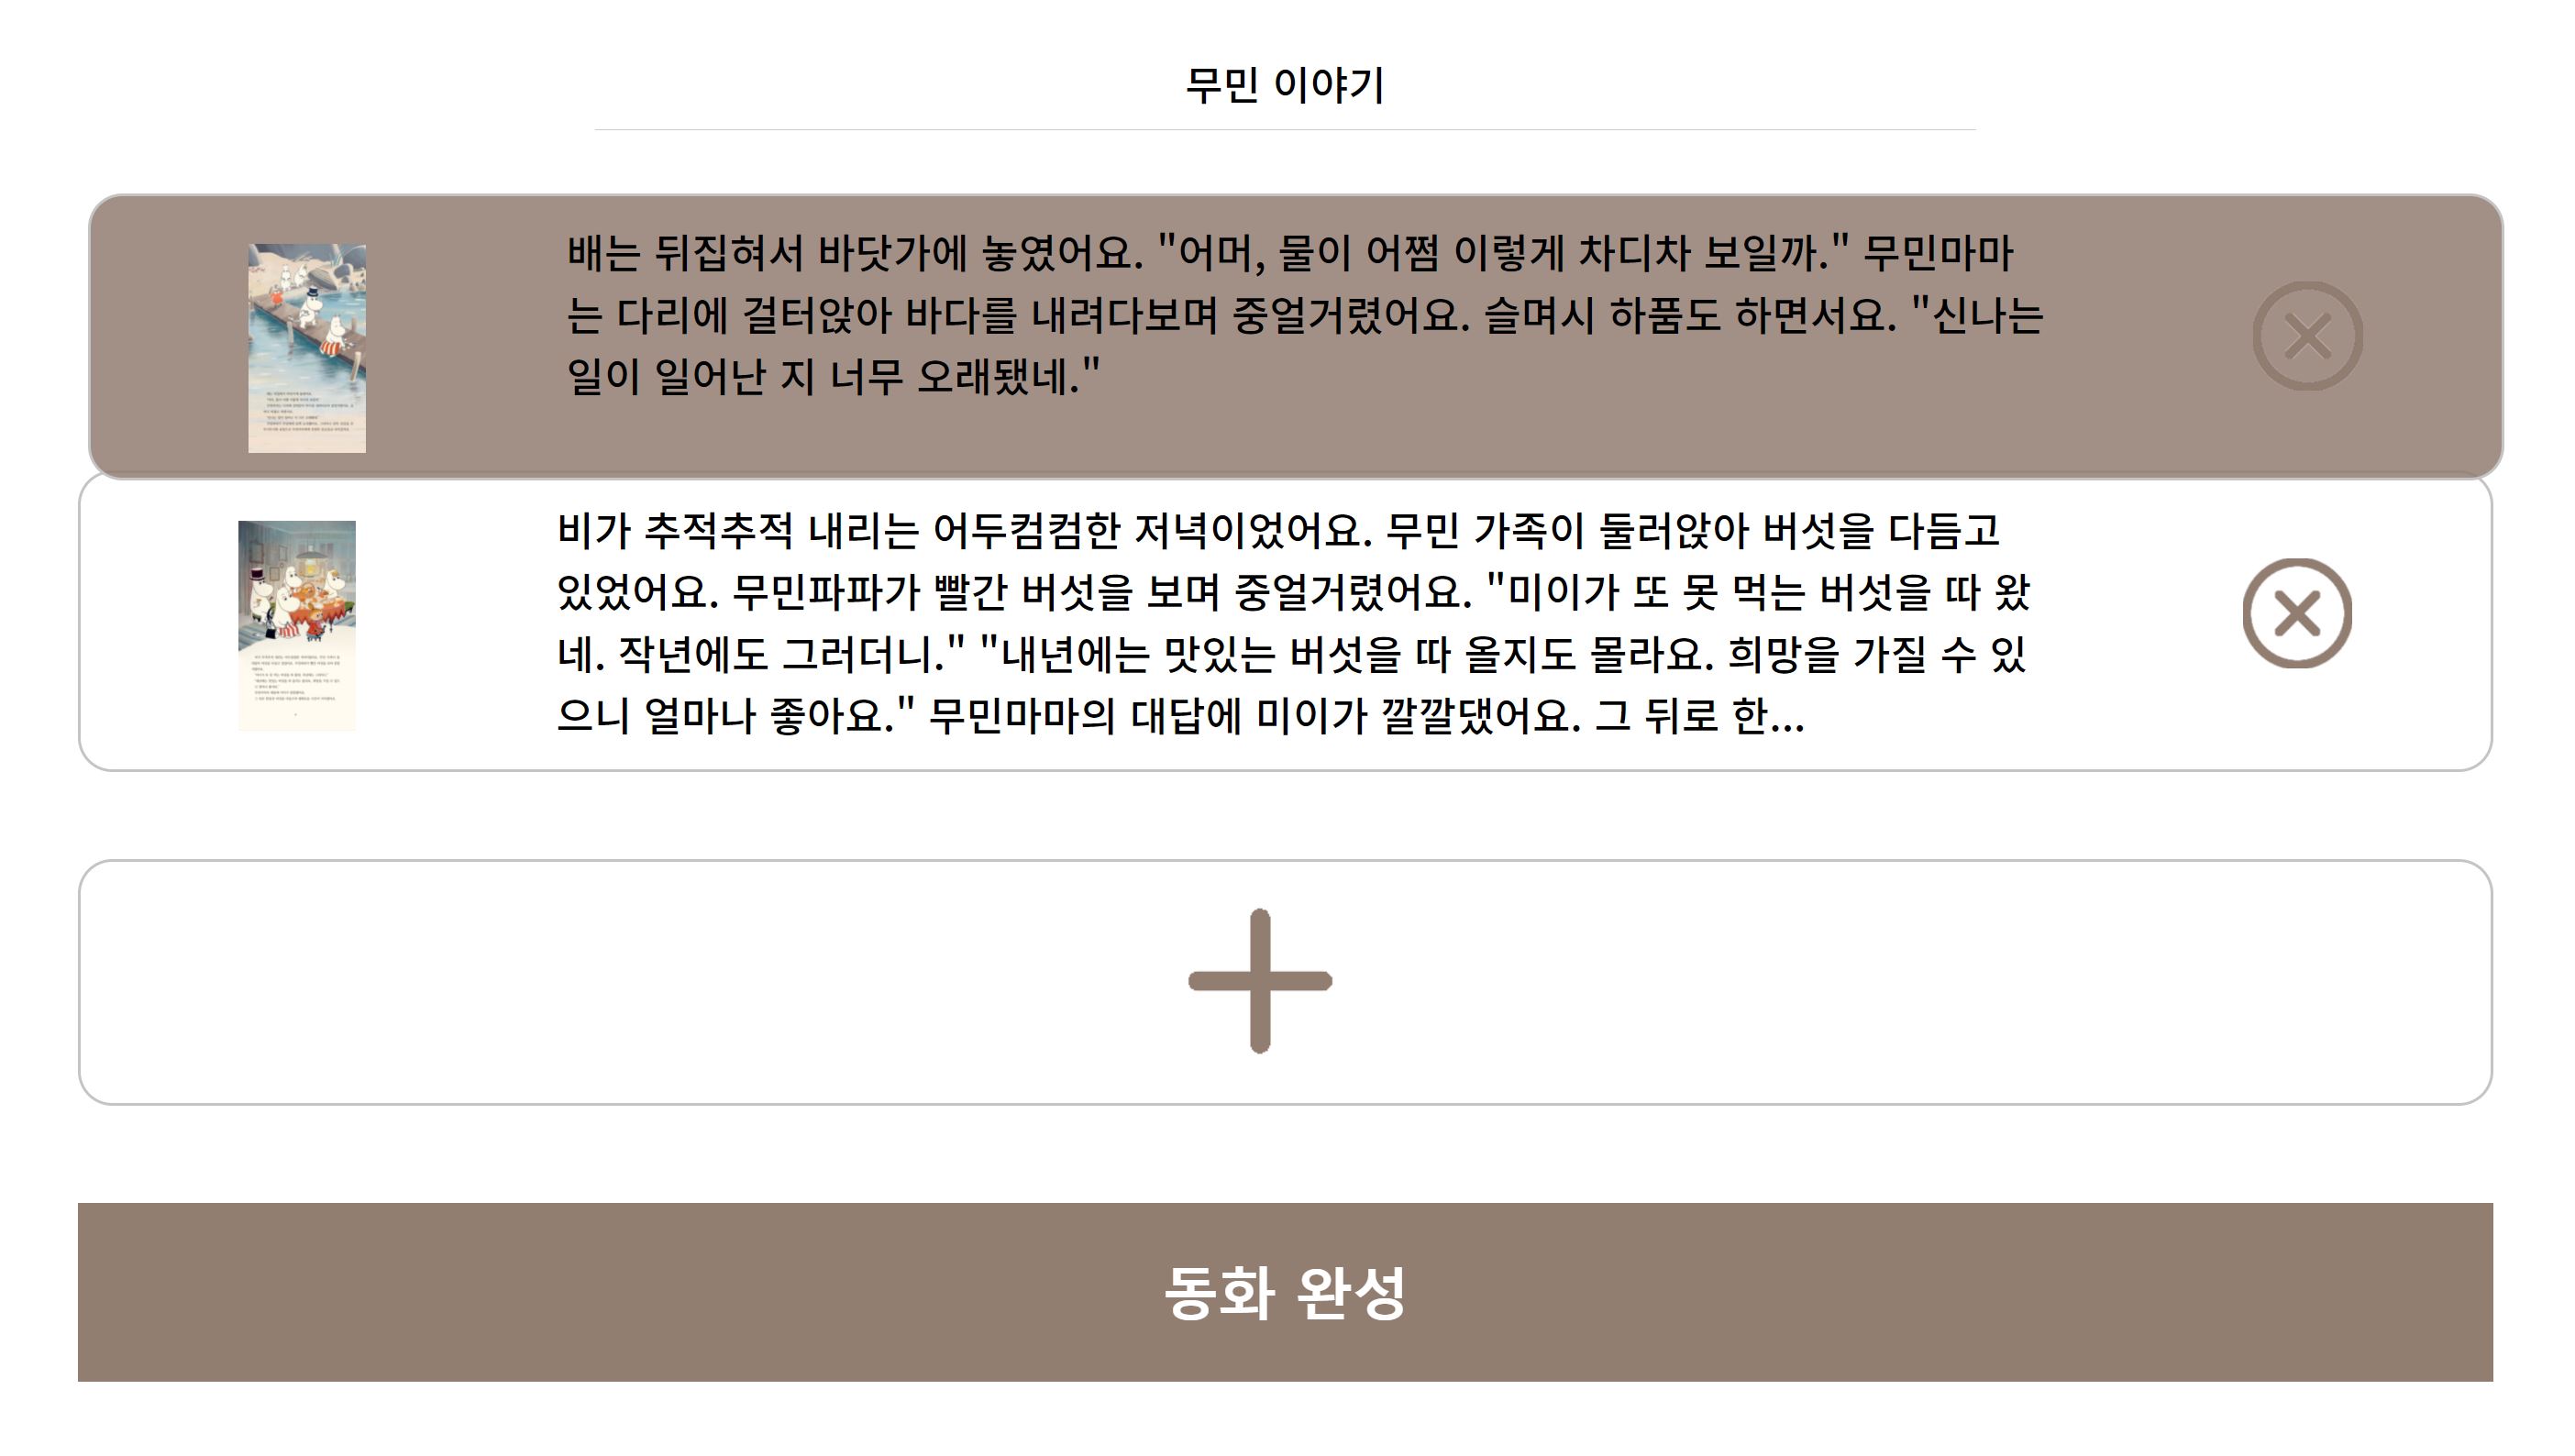 무민 이야기
배는 뒤집혀서 바닷가에 놓였어요. "어머, 물이 어쩜 이렇게 차디차 보일까." 무민마마
는 다리에 걸터앉아 바다를 내려다보며 중얼거렸어요. 슬며시 하품도 하면서요. "신나는
일이 일어난 지 너무 오래됐네."
비가 추적추적 내리는 어두컴컴한 저녁이었어요. 무민 가족이 둘러앉아 버섯을 다듬고
있었어요. 무민파파가 빨간 버섯을 보며 중얼거렸어요. "미이가 또 못 먹는 버섯을 따 왔
네. 작년에도 그러더니." "내년에는 맛있는 버섯을 따 올지도 몰라요. 희망을 가질 수 있
으니 얼마나 좋아요." 무민마마의 대답에 미이가 깔깔댔어요. 그 뒤로 한...
동화 완성